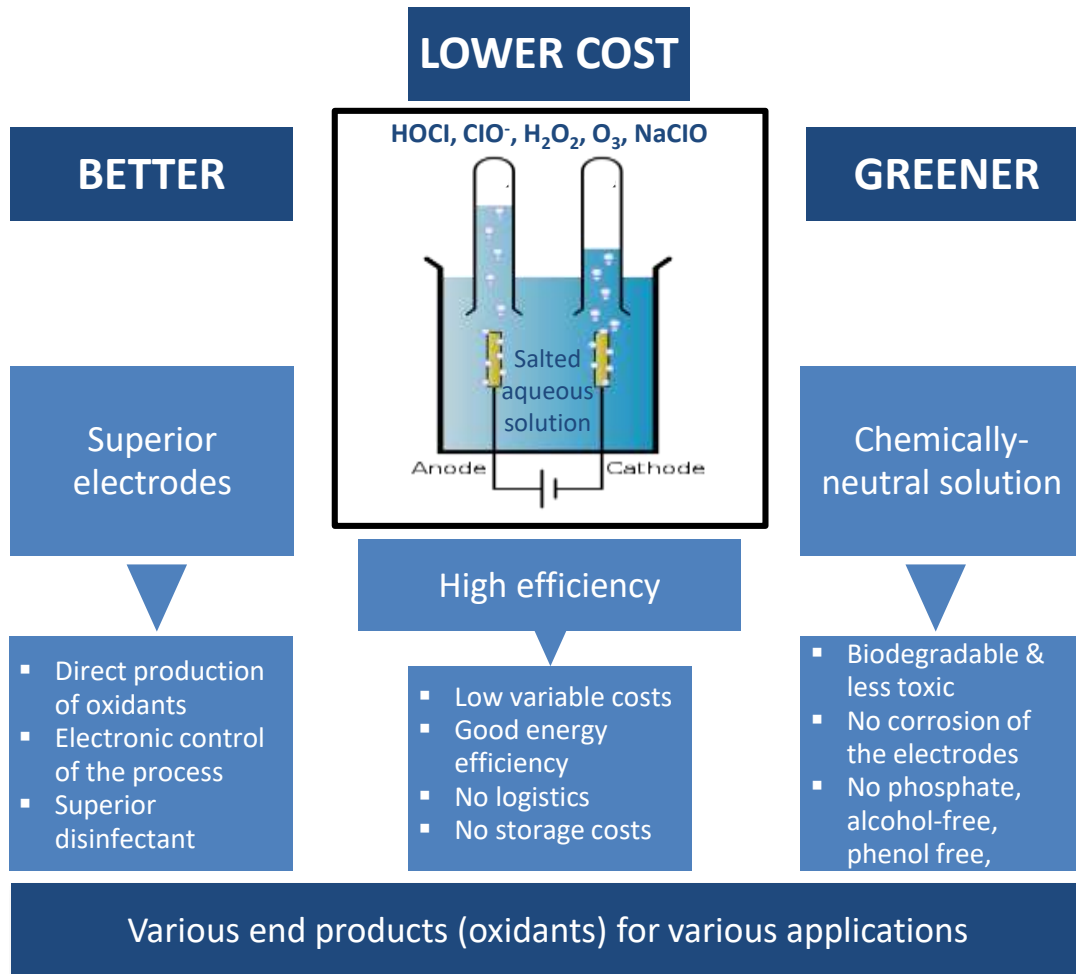 LOWER COST
BETTER
GREENER
HOCl, ClO⁻, H₂O₂, O₃, NaClO
Salted
aqueous
solution
Anode
Cathode
Superior
electrodes
High efficiency
Chemically-
neutral solution
▪ Direct production
of oxidants
▪ Electronic control
of the process
▪ Superior
disinfectant
▪ Low variable costs
▪ Good energy
efficiency
▪ No logistics
▪ No storage costs
▪ Biodegradable &
less toxic
▪ No corrosion of
the electrodes
▪ No phosphate,
alcohol-free,
phenol free,
Various end products (oxidants) for various applications